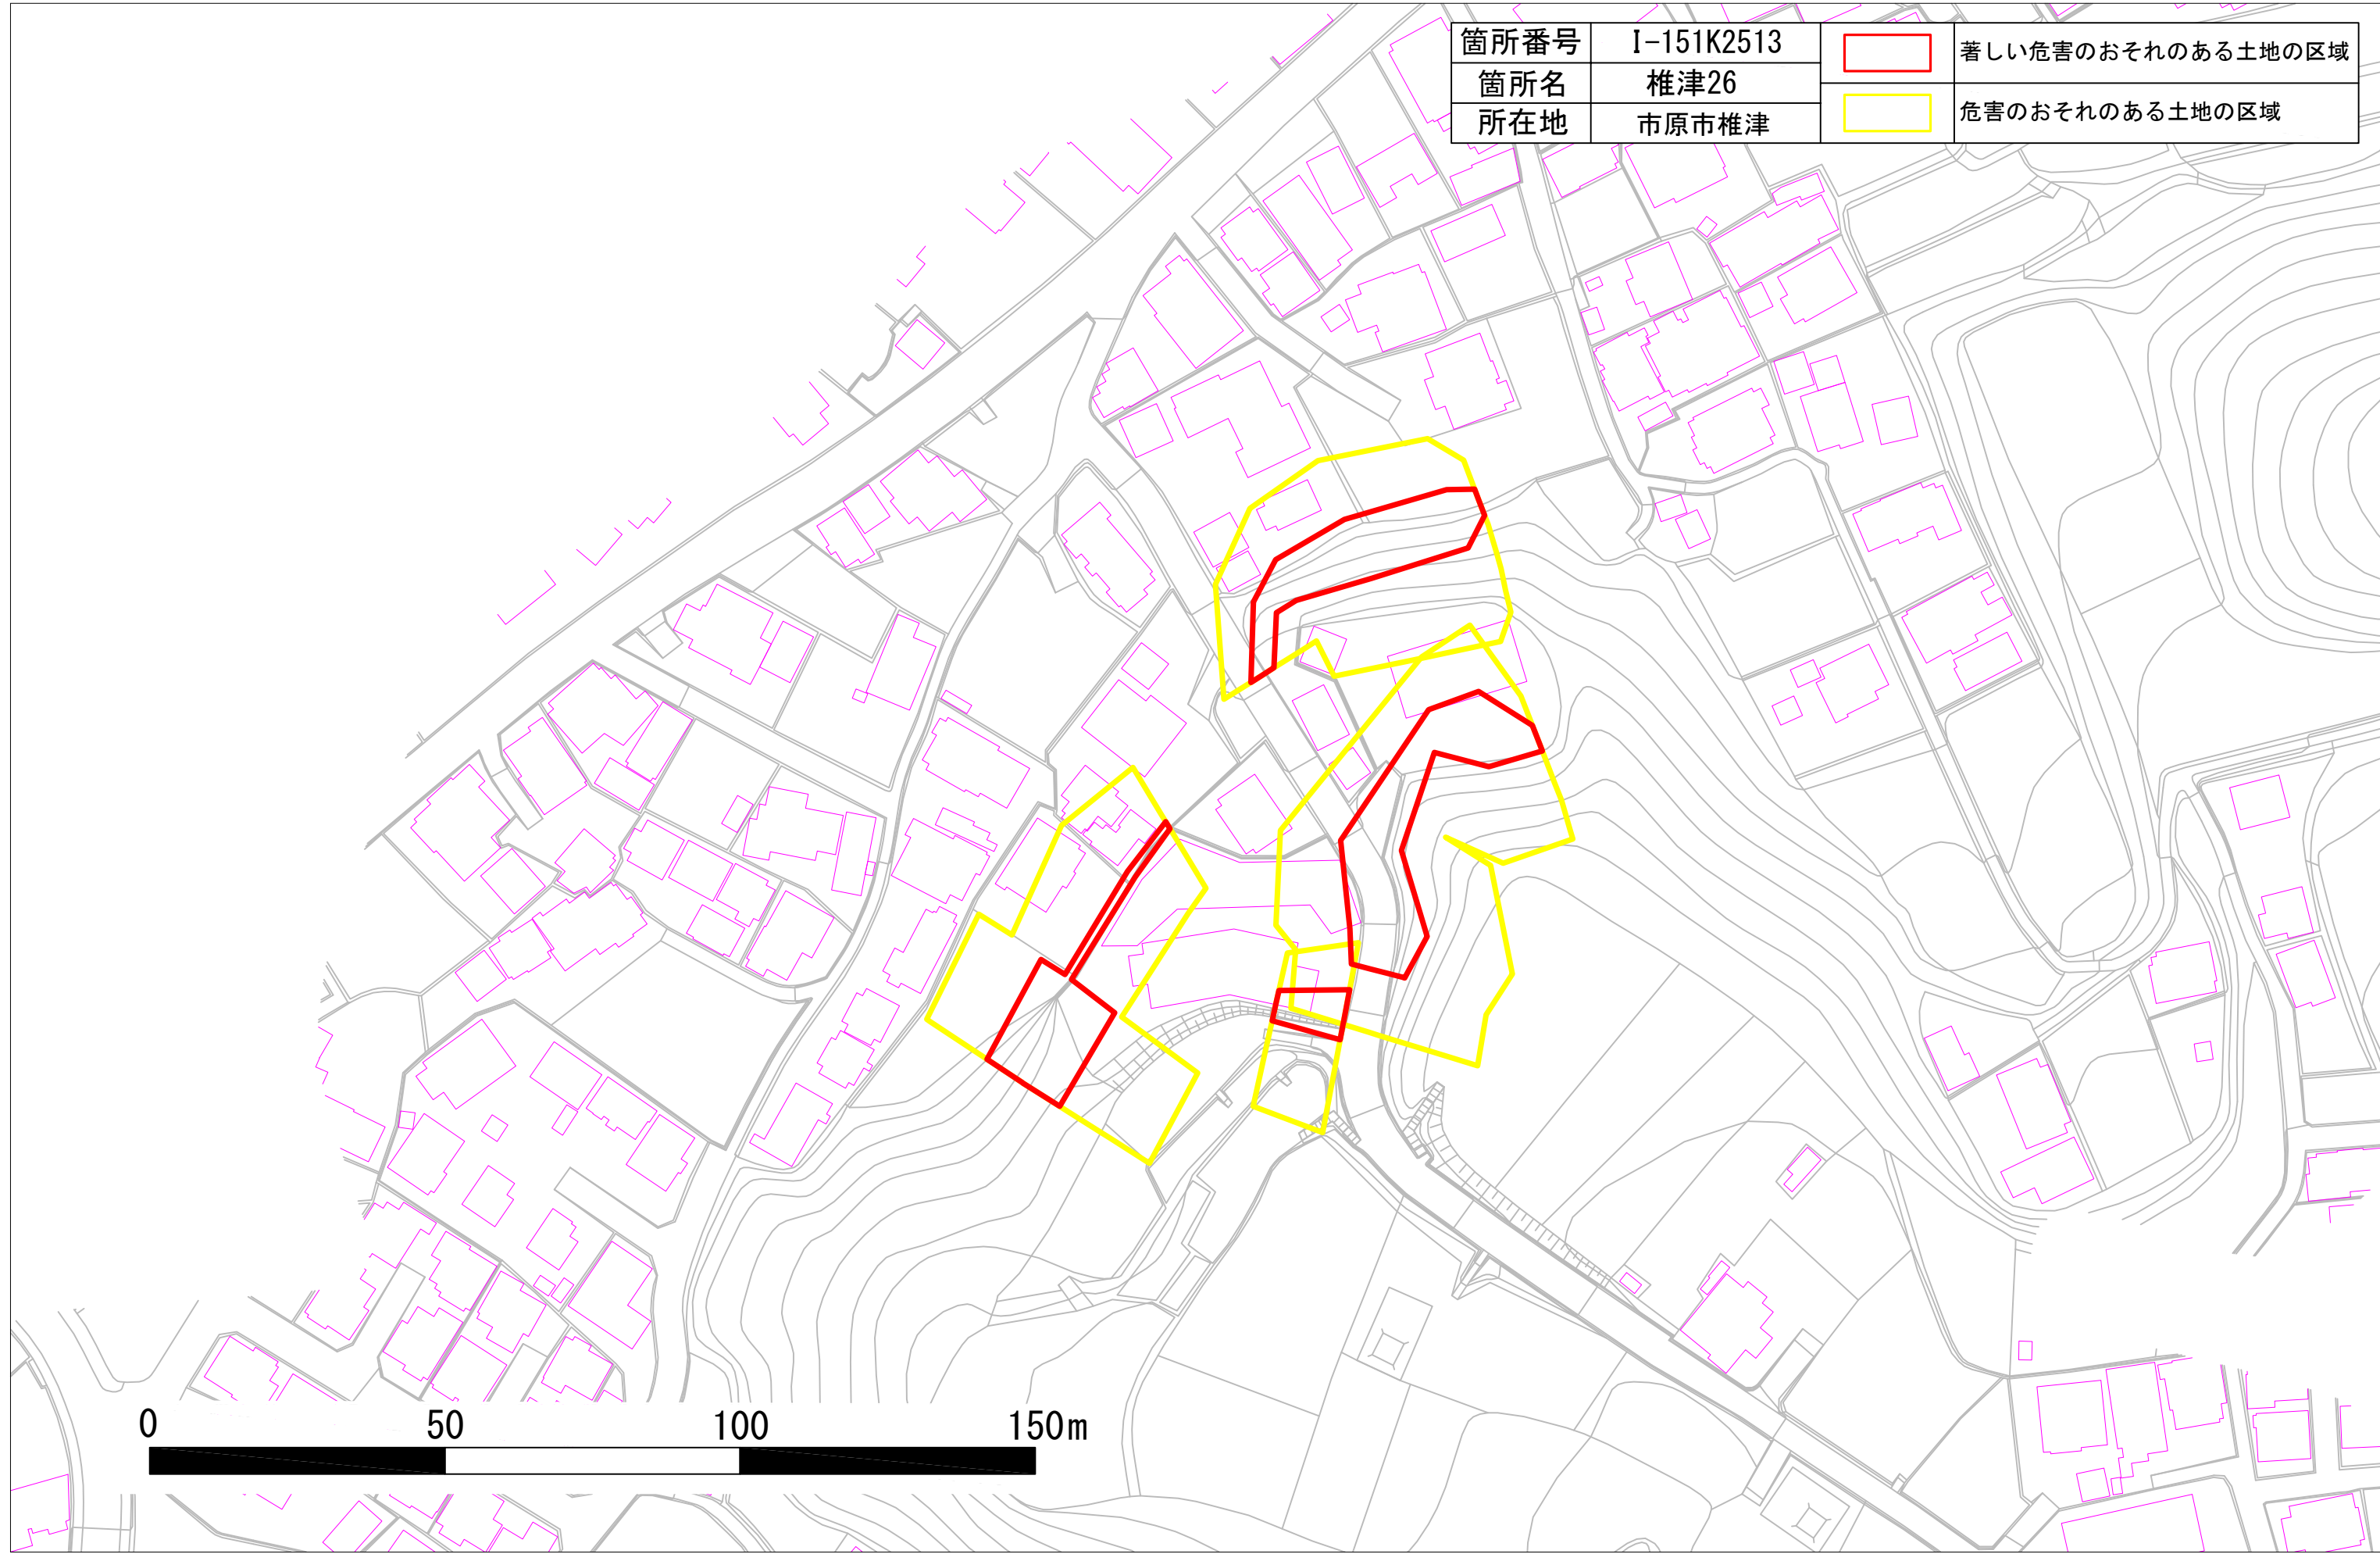 箇所番号 I-151K2513
箇所名 椎津26
所在地 市原市椎津
著しい危害のおそれのある土地の区域
危害のおそれのある土地の区域
0 50 100 150m